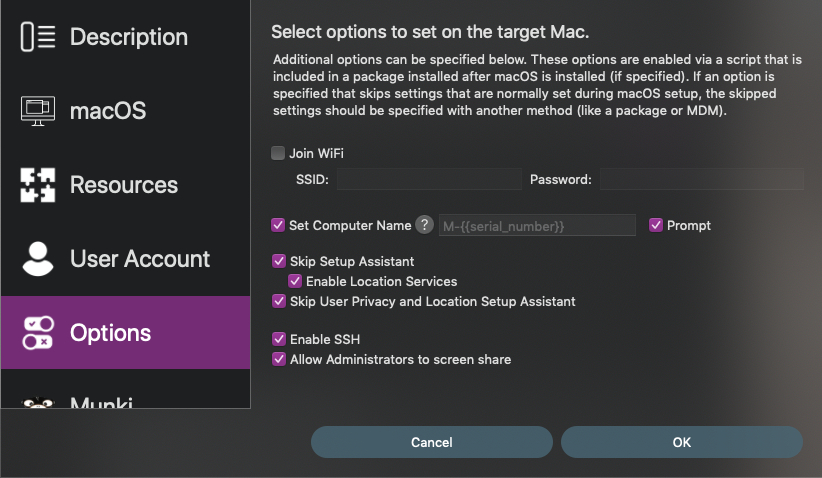 Description
macOS
Resources
User Account
Options
Munki
Select options to set on the target Mac.
Additional options can be specified below. These options are enabled via a script that is
included in a package installed after macOS is installed (if specified). If an option is
specified that skips settings that are normally set during macOS setup, the skipped
settings should be specified with another method (like a package or MDM).
Join WiFi
SSID: Password:
Set Computer Name ? M-{{serial_number}} Prompt
Skip Setup Assistant
Enable Location Services
Skip User Privacy and Location Setup Assistant
Enable SSH
Allow Administrators to screen share
Cancel OK